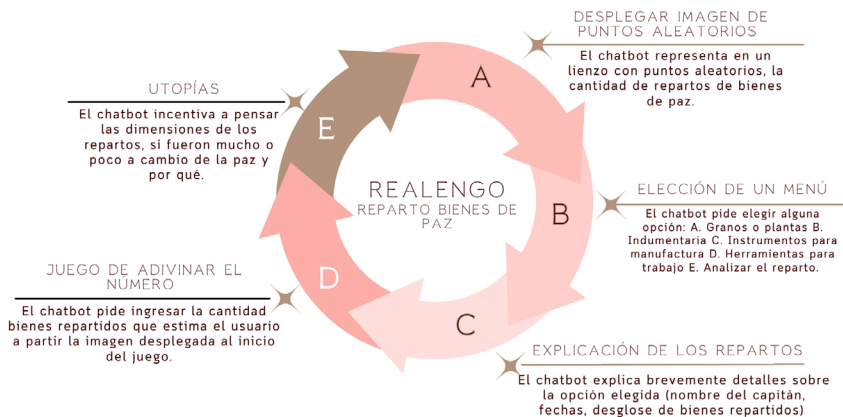 DESPLEGAR IMAGEN DE
PUNTOS ALEATORIOS
El chatbot representa en un
lienzo con puntos aleatorios, la
cantidad de repartos de bienes
de paz.
A
UTOPÍAS
El chatbot incentiva a pensar
las dimensiones de los
repartos, si fueron mucho o
poco a cambio de la paz y
por qué.
E
REALENGO
REPARTO BIENES DE
PAZ
B
ELECCIÓN DE UN MENÚ
El chatbot pide elegir alguna
opción: A. Granos o plantas B.
Indumentaria C. Instrumentos para
manufactura D. Herramientas para
trabajo E. Analizar el reparto.
JUEGO DE ADIVINAR EL
NÚMERO
El chatbot pide ingresar la cantidad
bienes repartidos que estima el usuario
a partir la imagen desplegada al inicio
del juego.
D
C
EXPLICACIÓN DE LOS REPARTOS
El chatbot explica brevemente detalles sobre
la opción elegida (nombre del capitán,
fechas, desglose de bienes repartidos)